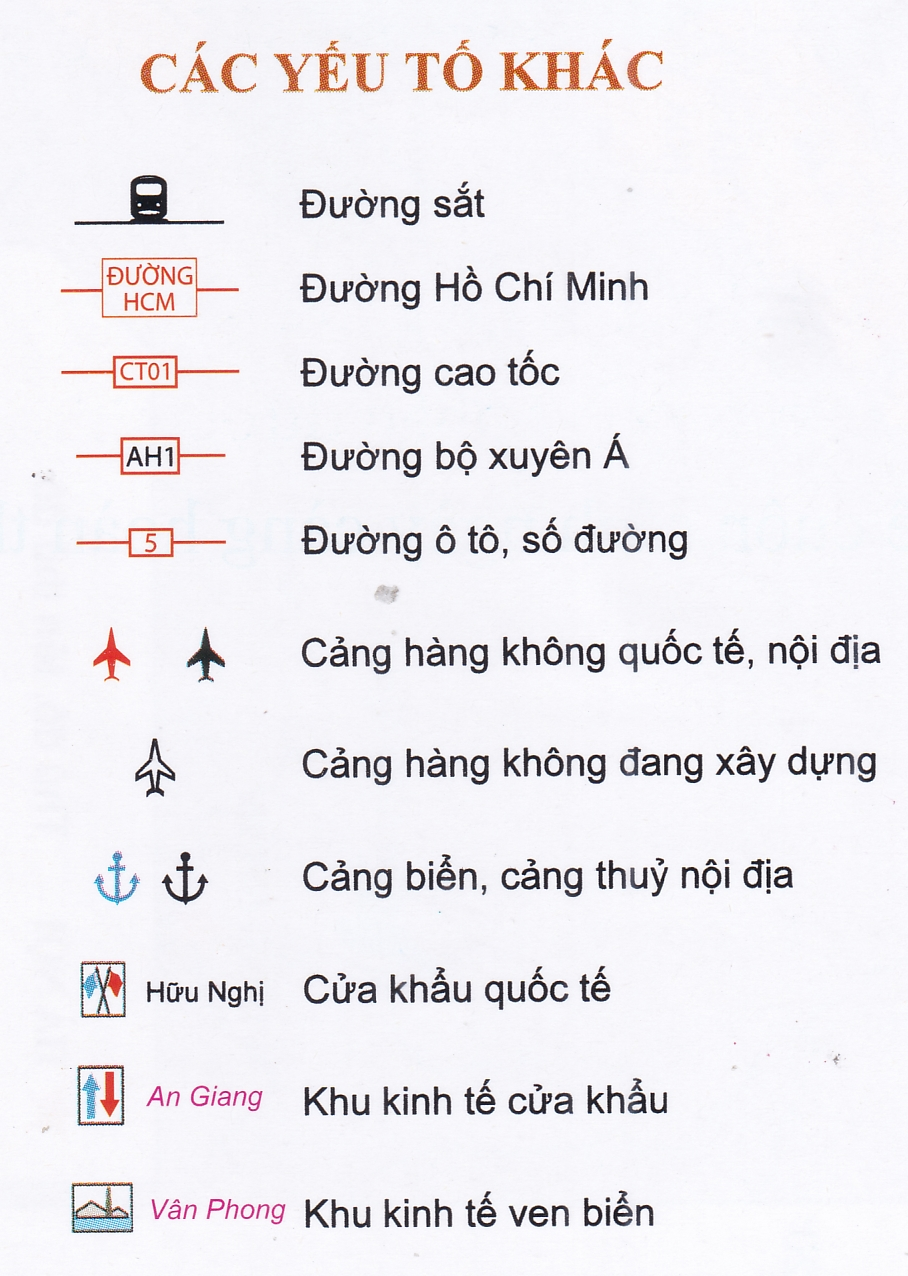 CÁC YẾU TỐ KHÁC
Đường sắt
ĐƯỜNG
HCM
Đường Hồ Chí Minh
CT01 Đường cao tốc
AH1 Đường bộ xuyên Á
5 Đường ô tô, số đường
Cảng hàng không quốc tế, nội địa
Cảng hàng không đang xây dựng
Cảng biển, cảng thuỷ nội địa
Hữu Nghị Cửa khẩu quốc tế
An Giang Khu kinh tế cửa khẩu
Vân Phong Khu kinh tế ven biển